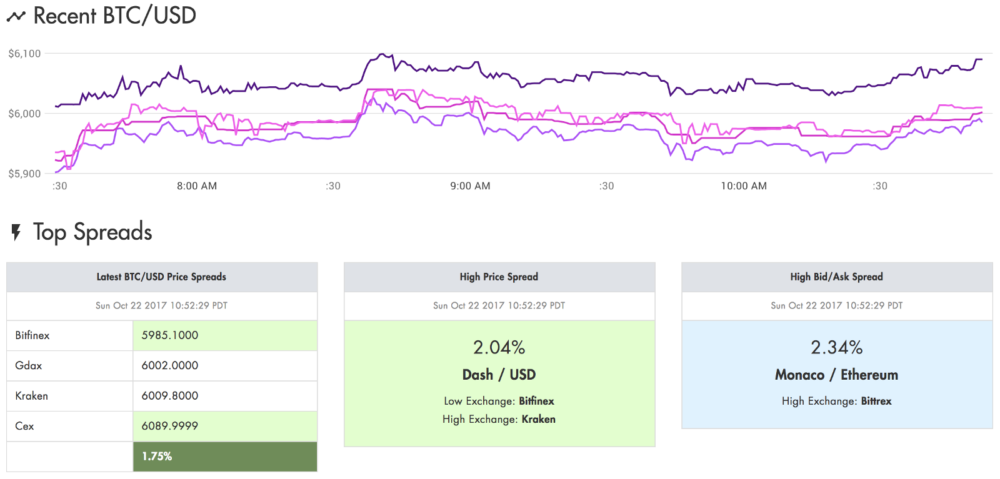 Recent BTC/USD
$6,100
$6,000
$5,900
:30 8:00 AM :30 9:00 AM :30 10:00 AM :30
Top Spreads
Latest BTC/USD Price Spreads
Sun Oct 22 2017 10:52:29 PDT
Bitfinex 5985.1000
Gdax 6002.0000
Kraken 6009.8000
Cex 6089.9999
1.75%
High Price Spread
Sun Oct 22 2017 10:52:29 PDT
2.04%
Dash / USD
Low Exchange: Bitfinex
High Exchange: Kraken
High Bid/Ask Spread
Sun Oct 22 2017 10:52:29 PDT
2.34%
Monaco / Ethereum
High Exchange: Bittrex